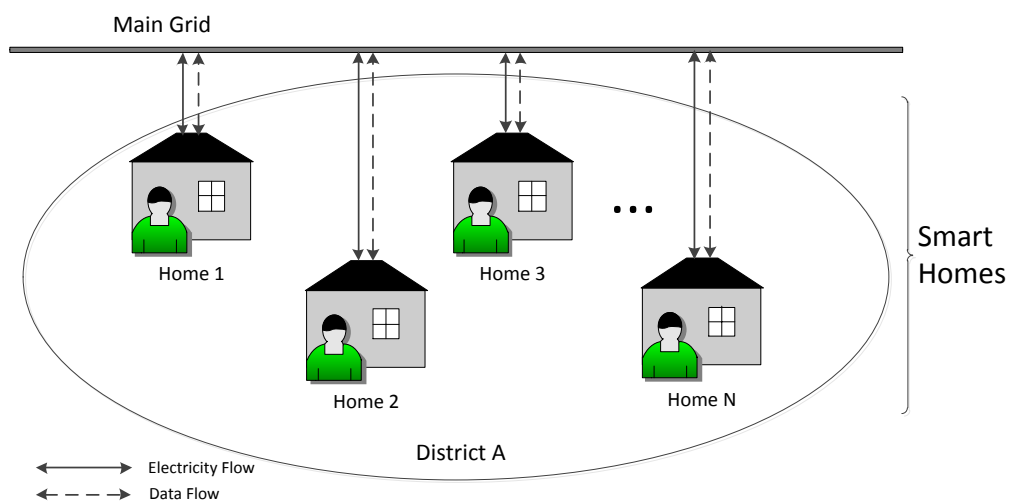 Main Grid
Home 1
Home 3
...
Smart
Homes
Home 2
Home N
District A
Electricity Flow
Data Flow